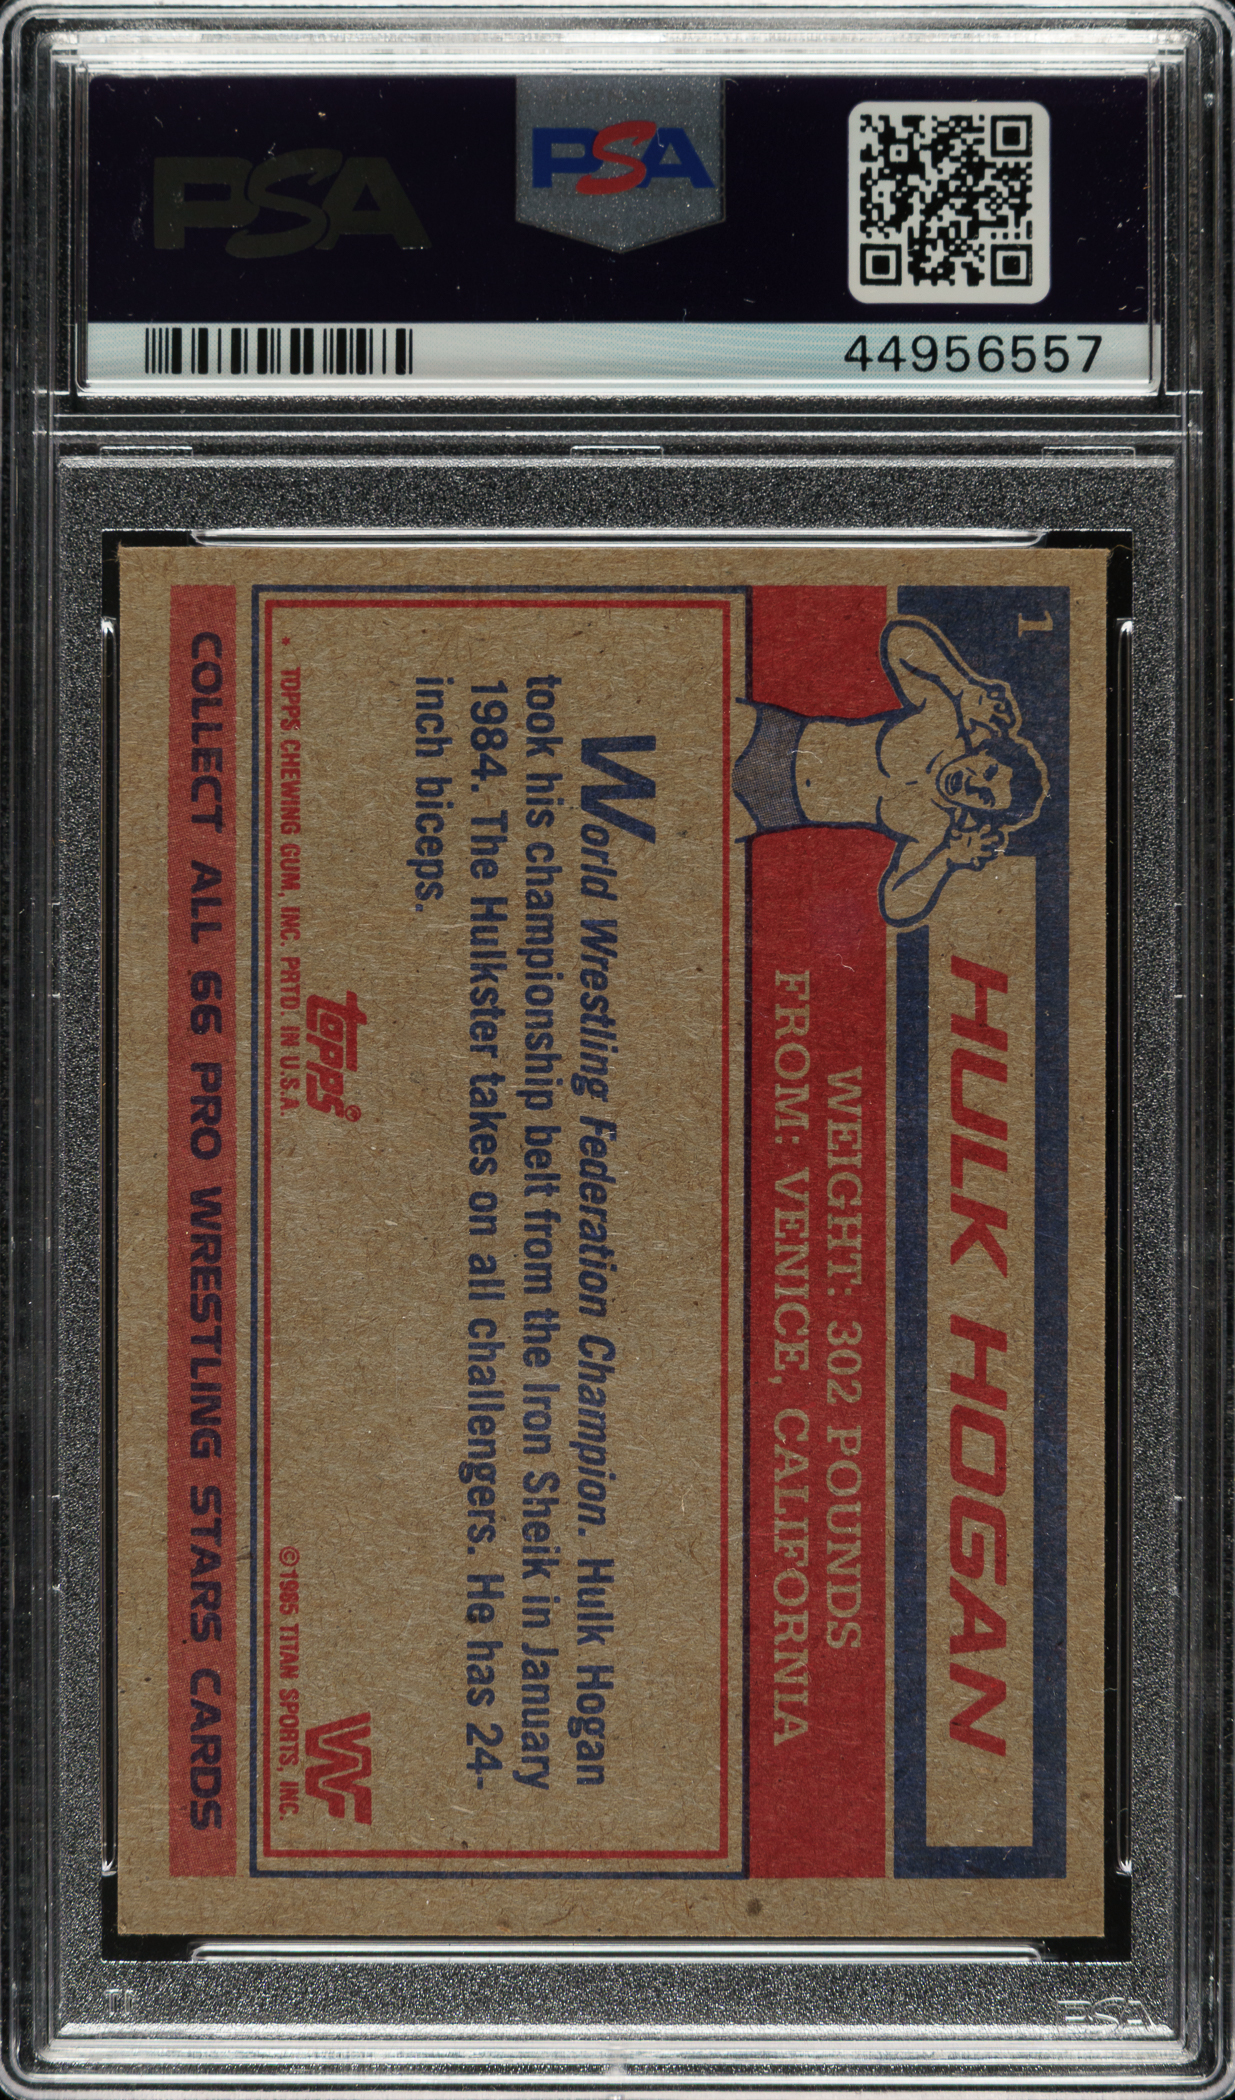 PSA
PSA
44956557
1
HULK HOGAN
WEIGHT: 302 POUNDS
FROM: VENICE, CALIFORNIA
World Wrestling Federation Champion. Hulk Hogan
took his championship belt from the Iron Sheik in January
1984. The Hulkster takes on all challengers. He has 24-
inch biceps.
topps®
W
* TOPPS CHEWING GUM, INC. PRTD. IN U.S.A.
©1985 TITAN SPORTS, INC.
COLLECT ALL 66 PRO WRESTLING STARS CARDS
PSA